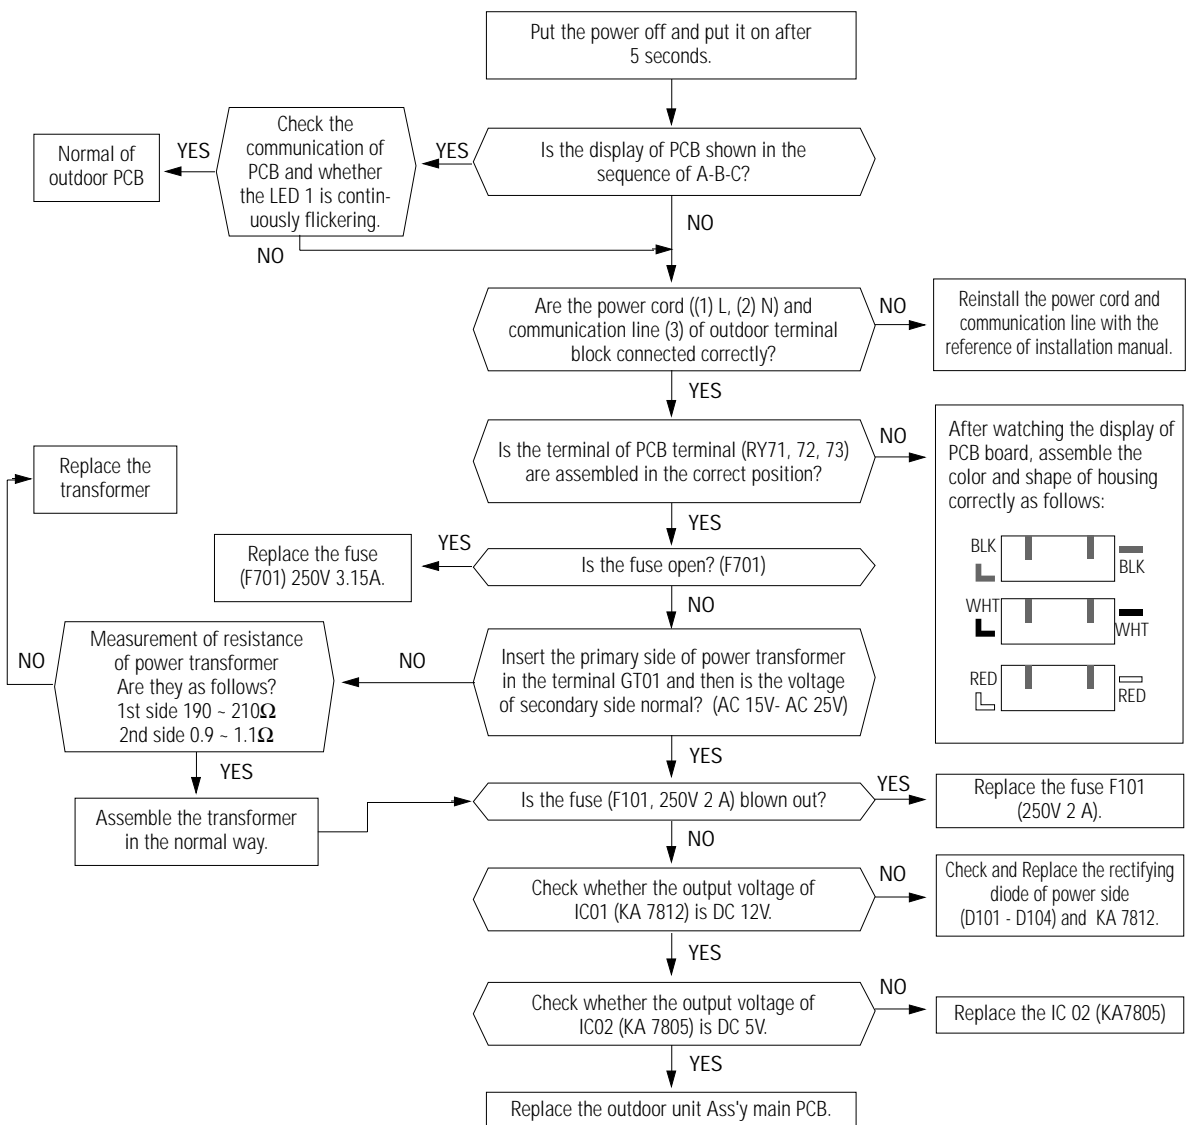 Put the power off and put it on after
5 seconds.
Check the
communication of
PCB and whether
the LED 1 is contin-
uously flickering.
YES
Normal of
outdoor PCB
YES
Is the display of PCB shown in the
sequence of A-B-C?
NO
NO
Are the power cord ((1) L, (2) N) and
communication line (3) of outdoor terminal
block connected correctly?
NO
Reinstall the power cord and
communication line with the
reference of installation manual.
YES
Is the terminal of PCB terminal (RY71, 72, 73)
are assembled in the correct position?
NO
After watching the display of
PCB board, assemble the
color and shape of housing
correctly as follows:
BLK
BLK
WHT
WHT
RED
RED
Replace the
transformer
YES
Replace the fuse
(F701) 250V 3.15A.
YES
Is the fuse open? (F701)
NO
Measurement of resistance
of power transformer
Are they as follows?
1st side 190 ~ 210Ω
2nd side 0.9 ~ 1.1Ω
NO
NO
Insert the primary side of power transformer
in the terminal GT01 and then is the voltage
of secondary side normal? (AC 15V- AC 25V)
YES
YES
Assemble the transformer
in the normal way.
Is the fuse (F101, 250V 2 A) blown out?
YES
Replace the fuse F101
(250V 2 A).
NO
Check whether the output voltage of
IC01 (KA 7812) is DC 12V.
NO
Check and Replace the rectifying
diode of power side
(D101 - D104) and KA 7812.
YES
Check whether the output voltage of
IC02 (KA 7805) is DC 5V.
NO
Replace the IC 02 (KA7805)
YES
Replace the outdoor unit Ass'y main PCB.